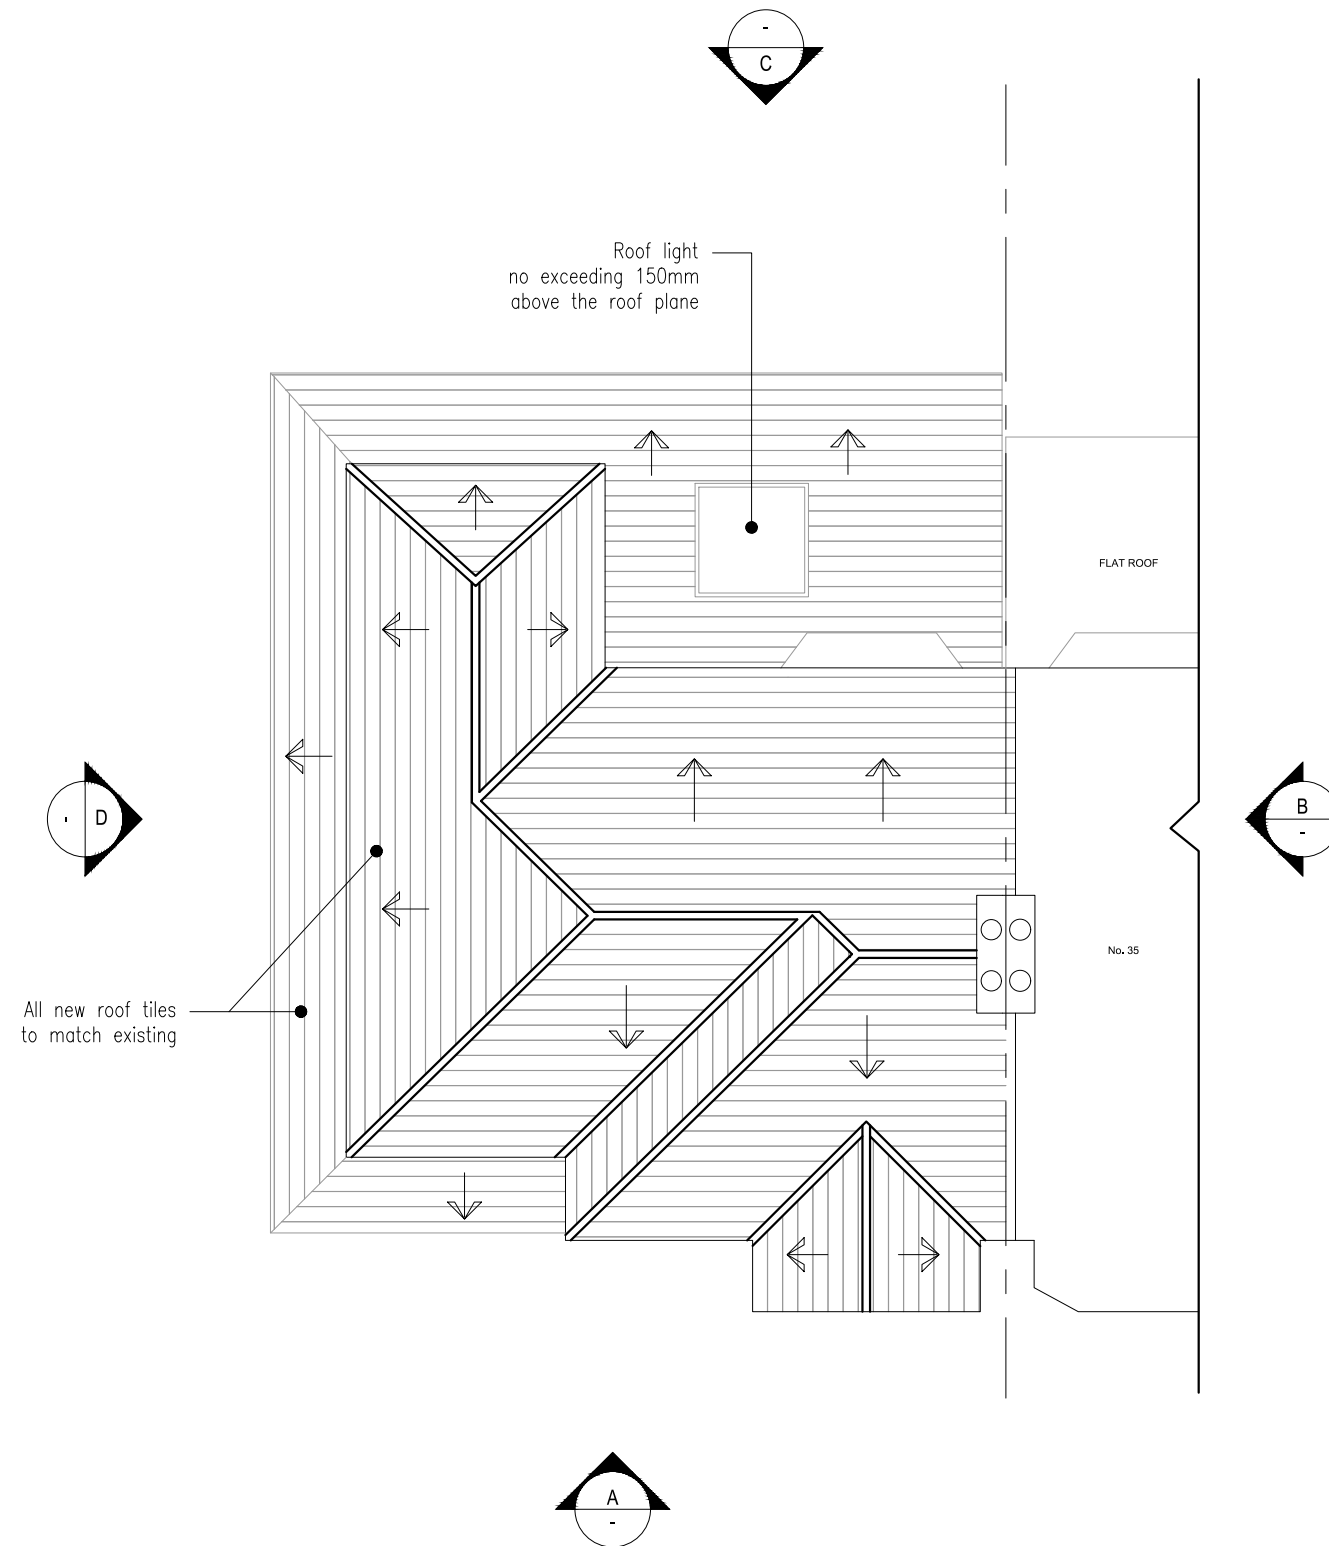 -
C
Roof light
no exceeding 150mm
above the roof plane
FLAT ROOF
- D
B
-
No. 35
All new roof tiles
to match existing
A
-